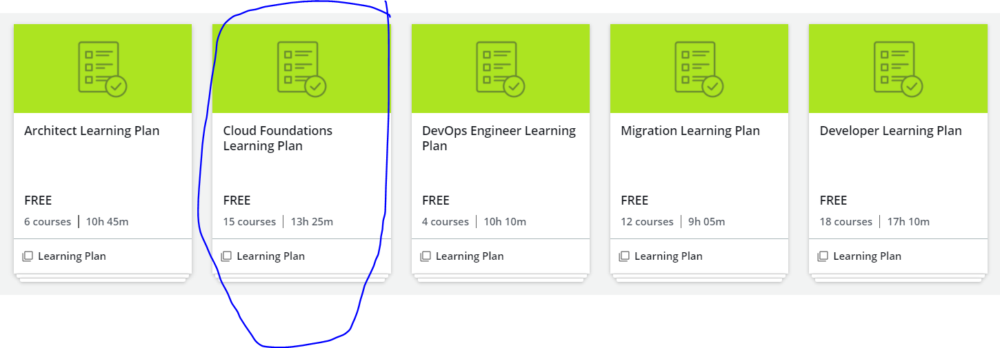 Architect Learning Plan
FREE
6 courses | 10h 45m
Learning Plan
Cloud Foundations
Learning Plan
FREE
15 courses | 13h 25m
Learning Plan
DevOps Engineer Learning
Plan
FREE
4 courses | 10h 10m
Learning Plan
Migration Learning Plan
FREE
12 courses | 9h 05m
Learning Plan
Developer Learning Plan
FREE
18 courses | 17h 10m
Learning Plan